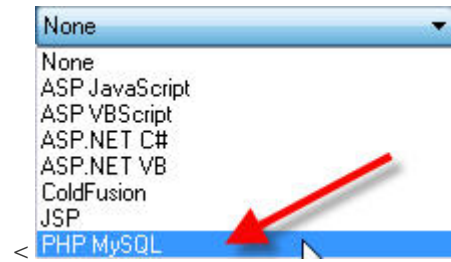 None
None
ASP JavaScript
ASP VBScript
ASP.NET C#
ASP.NET VB
ColdFusion
JSP
< PHP MySQL